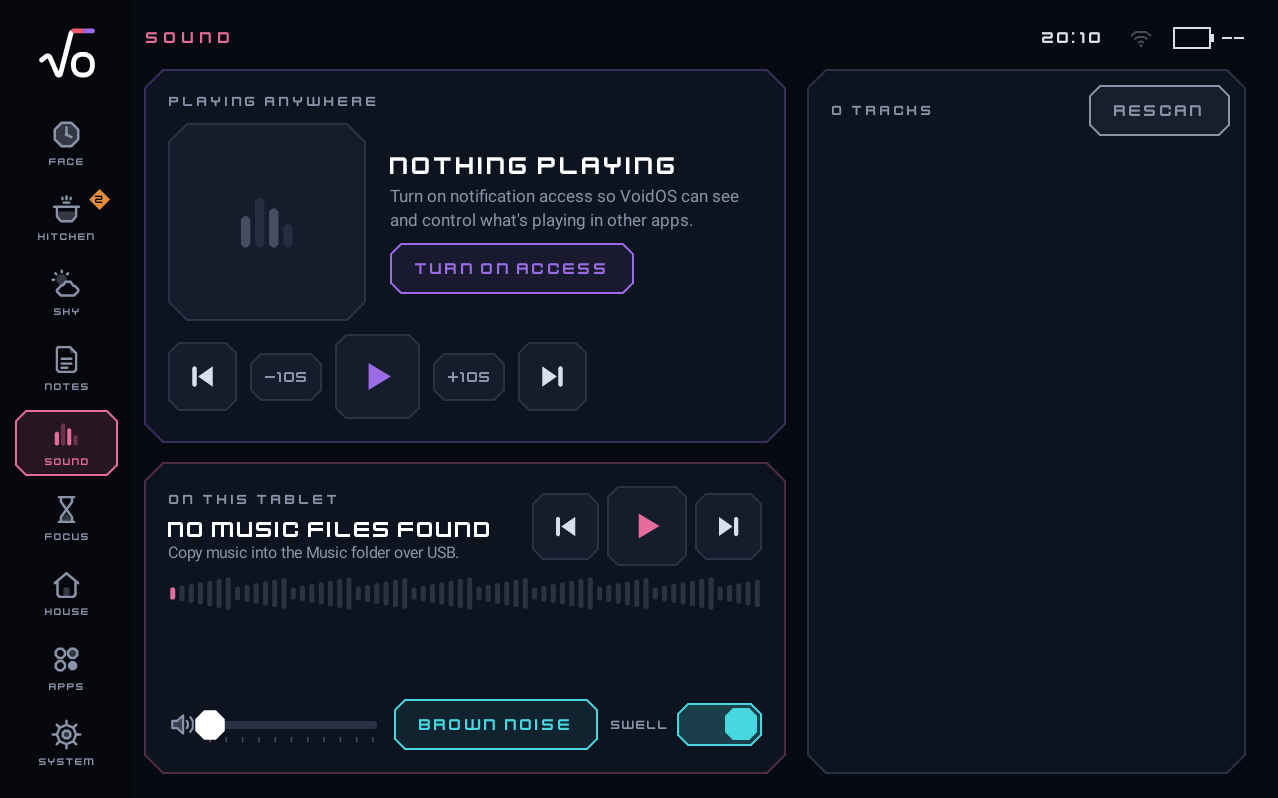 √o
SOUND
20:10
--
FACE
2
KITCHEN
SKY
NOTES
SOUND
FOCUS
HOUSE
APPS
SYSTEM
PLAYING ANYWHERE
NOTHING PLAYING
Turn on notification access so VoidOS can see
and control what's playing in other apps.
TURN ON ACCESS
−10S
+10S
ON THIS TABLET
NO MUSIC FILES FOUND
Copy music into the Music folder over USB.
BROWN NOISE
SWELL
0 TRACKS
RESCAN